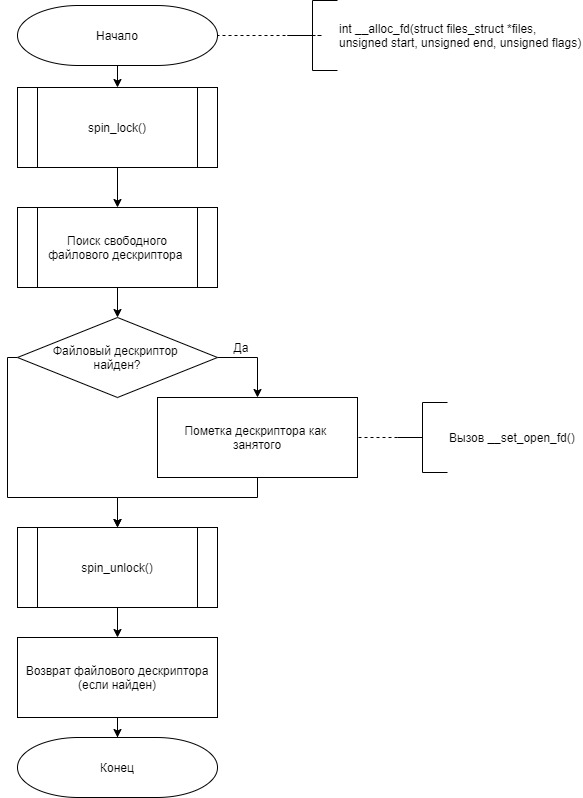 Начало
int __alloc_fd(struct files_struct *files,
unsigned start, unsigned end, unsigned flags)
spin_lock()
Поиск свободного
файлового дескриптора
Файловый дескриптор
найден?
Да
Пометка дескриптора как
занятого
Вызов __set_open_fd()
spin_unlock()
Возврат файлового дескриптора
(если найден)
Конец